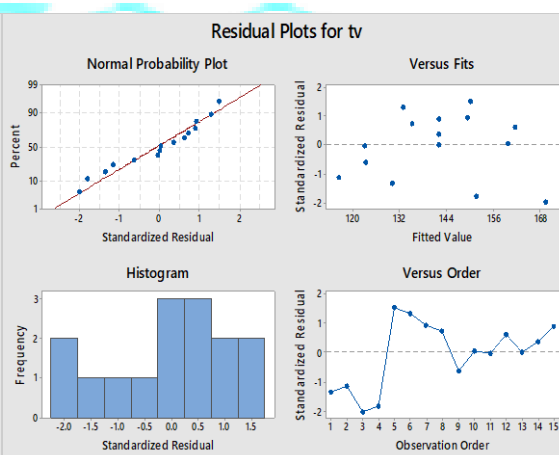 Residual Plots for tv
Normal Probability Plot
99
90
50
10
1
Percent
-2 -1 0 1 2
Standardized Residual
Versus Fits
2
1
0
-1
-2
Standardized Residual
120 132 144 156 168
Fitted Value
Histogram
3
2
1
0
Frequency
-2.0 -1.5 -1.0 -0.5 0.0 0.5 1.0 1.5
Standardized Residual
Versus Order
2
1
0
-1
-2
Standardized Residual
1 2 3 4 5 6 7 8 9 10 11 12 13 14 15
Observation Order